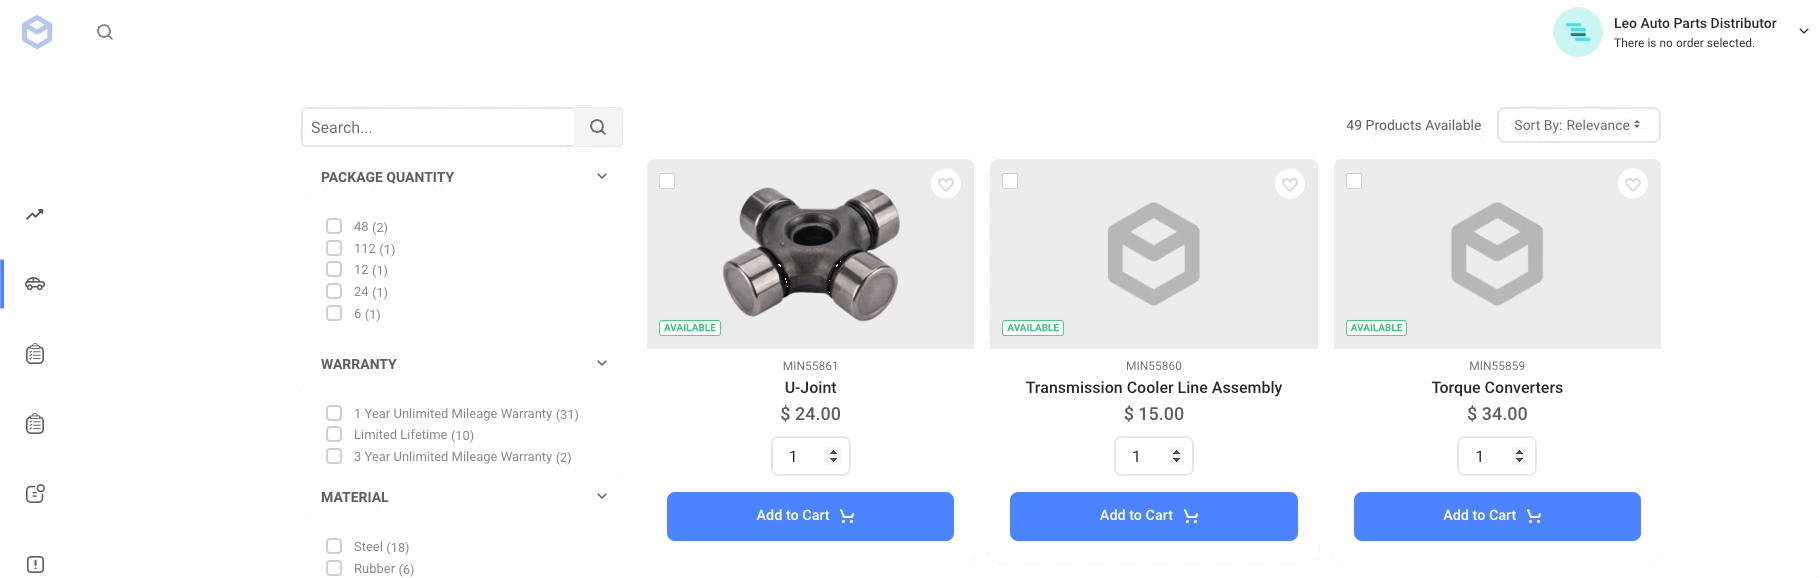 Leo Auto Parts Distributor
There is no order selected.
Search...
49 Products Available
Sort By: Relevance
PACKAGE QUANTITY
48 (2)
112 (1)
12 (1)
24 (1)
6 (1)
WARRANTY
1 Year Unlimited Mileage Warranty (31)
Limited Lifetime (10)
3 Year Unlimited Mileage Warranty (2)
MATERIAL
Steel (18)
Rubber (6)
AVAILABLE
MIN55861
U-Joint
$ 24.00
1
Add to Cart
AVAILABLE
MIN55860
Transmission Cooler Line Assembly
$ 15.00
1
Add to Cart
AVAILABLE
MIN55859
Torque Converters
$ 34.00
1
Add to Cart